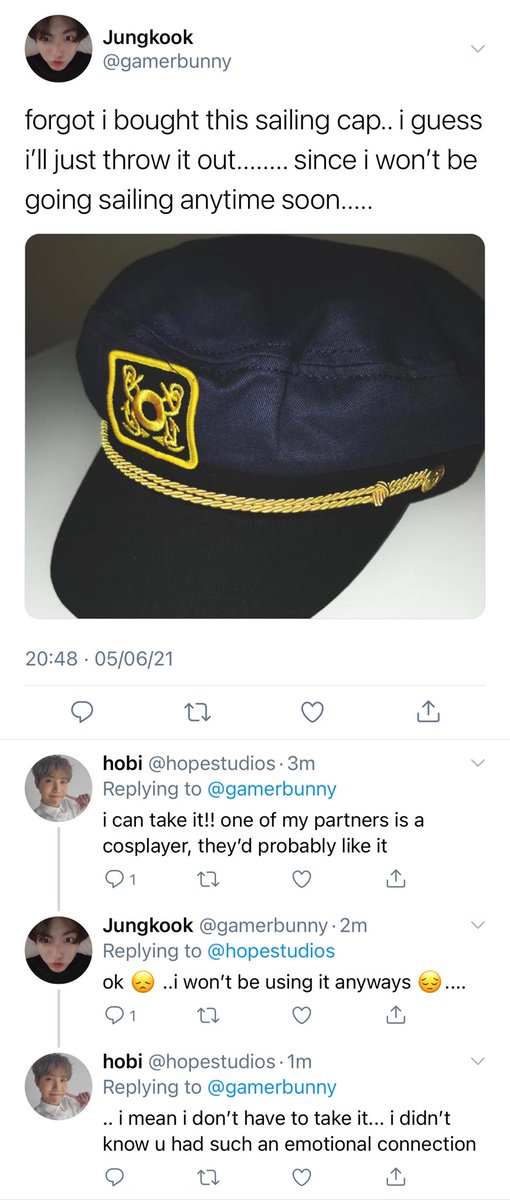 Jungkook
@gamerbunny
forgot i bought this sailing cap.. i guess
i’ll just throw it out........ since i won’t be
going sailing anytime soon.....
20:48 · 05/06/21
hobi @hopestudios · 3m
Replying to @gamerbunny
i can take it!! one of my partners is a
cosplayer, they’d probably like it
1
Jungkook @gamerbunny · 2m
Replying to @hopestudios
ok 😞 ..i won’t be using it anyways 😔....
1
hobi @hopestudios · 1m
Replying to @gamerbunny
.. i mean i don’t have to take it... i didn’t
know u had such an emotional connection